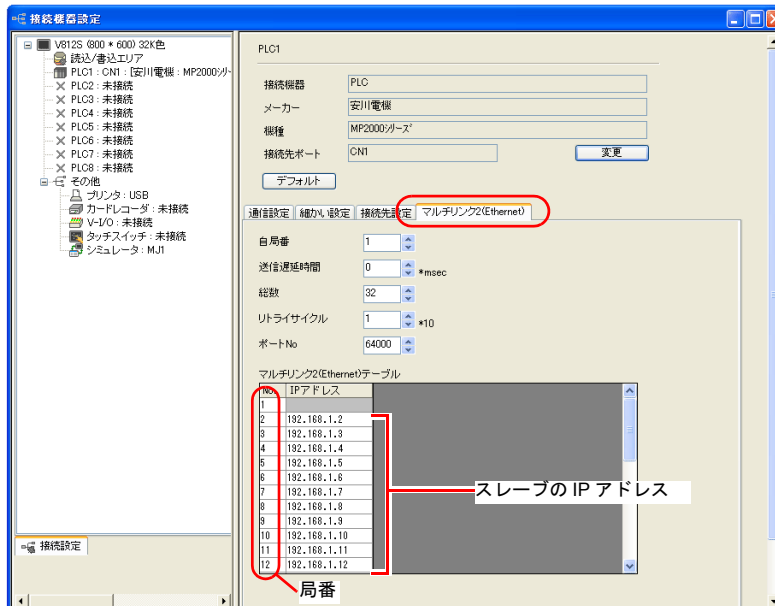 接続機器設定
V812S (800 * 600) 32K色
読込/書込エリア
PLC1 : CN1 : [安川電機 : MP2000ｼﾘｰ
PLC2 : 未接続
PLC3 : 未接続
PLC4 : 未接続
PLC5 : 未接続
PLC6 : 未接続
PLC7 : 未接続
PLC8 : 未接続
その他
プリンタ : USB
カードレコーダ : 未接続
V-I/O : 未接続
タッチスイッチ : 未接続
シミュレータ : MJ1
接続設定
PLC1
接続機器 PLC
メーカー 安川電機
機種 MP2000ｼﾘｰｽﾞ
接続先ポート CN1 変更
デフォルト
通信設定 細かい設定 接続先設定 マルチリンク2(Ethernet)
自局番 1
送信遅延時間 0 *msec
総数 32
リトライサイクル 1 *10
ポートNo 64000
マルチリンク2(Ethernet)テーブル
No. IPアドレス
1
2 192.168.1.2
3 192.168.1.3
4 192.168.1.4
5 192.168.1.5
6 192.168.1.6
7 192.168.1.7
8 192.168.1.8
9 192.168.1.9
10 192.168.1.10
11 192.168.1.11
12 192.168.1.12
スレーブの IP アドレス
局番